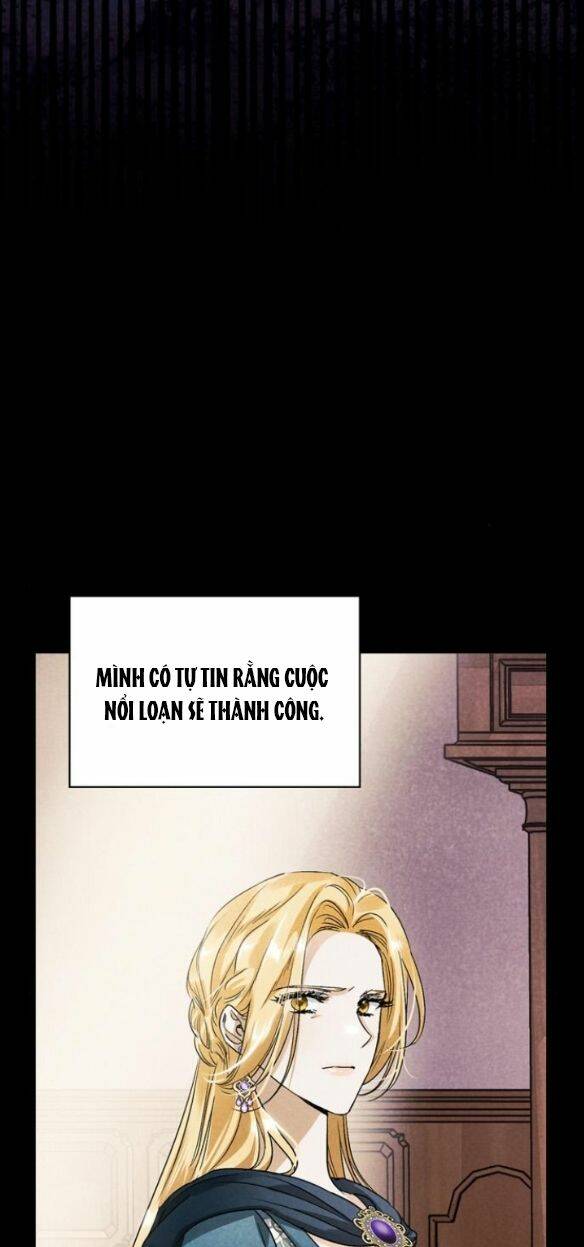 MÌNH CÓ TỰ TIN RẰNG CUỘC
NỔI LOẠN SẼ THÀNH CÔNG.